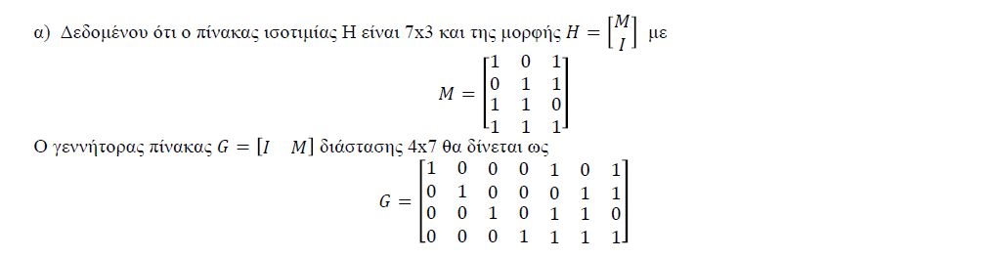 α) Δεδομένου ότι ο πίνακας ισοτιμίας Η είναι 7x3 και της μορφής H = [M I] με
M = [1 0 1
0 1 1
1 1 0
1 1 1]
Ο γεννήτορας πίνακας G = [I M] διάστασης 4x7 θα δίνεται ως
G = [1 0 0 0 1 0 1
0 1 0 0 0 1 1
0 0 1 0 1 1 0
0 0 0 1 1 1 1]